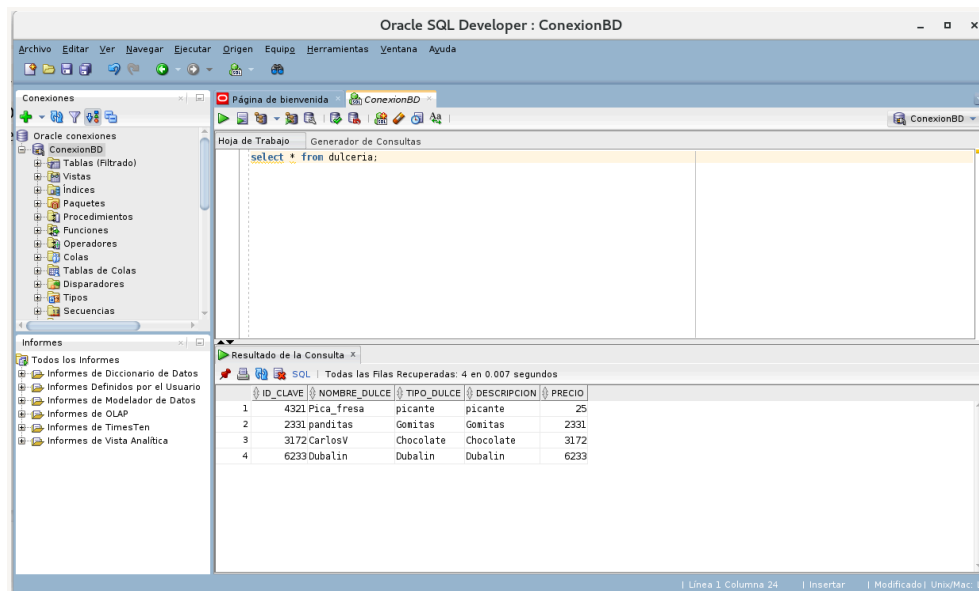 Oracle SQL Developer : ConexionBD
Archivo Editar Ver Navegar Ejecutar Origen Equipo Herramientas Ventana Ayuda
Conexiones
Oracle conexiones
ConexionBD
Tablas (Filtrado)
Vistas
Índices
Paquetes
Procedimientos
Funciones
Operadores
Colas
Tablas de Colas
Disparadores
Tipos
Secuencias
Informes
Todos los Informes
Informes de Diccionario de Datos
Informes Definidos por el Usuario
Informes de Modelador de Datos
Informes de OLAP
Informes de TimesTen
Informes de Vista Analítica
Página de bienvenida ConexionBD
ConexionBD
Hoja de Trabajo Generador de Consultas
select * from dulceria;
Resultado de la Consulta
SQL | Todas las Filas Recuperadas: 4 en 0.007 segundos
ID_CLAVE NOMBRE_DULCE TIPO_DULCE DESCRIPCION PRECIO
1 4321 Pica_fresa picante picante 25
2 2331 panditas Gomitas Gomitas 2331
3 3172 CarlosV Chocolate Chocolate 3172
4 6233 Dubalin Dubalin Dubalin 6233
| Línea 1 Columna 24 | Insertar | Modificado | Unix/Mac: